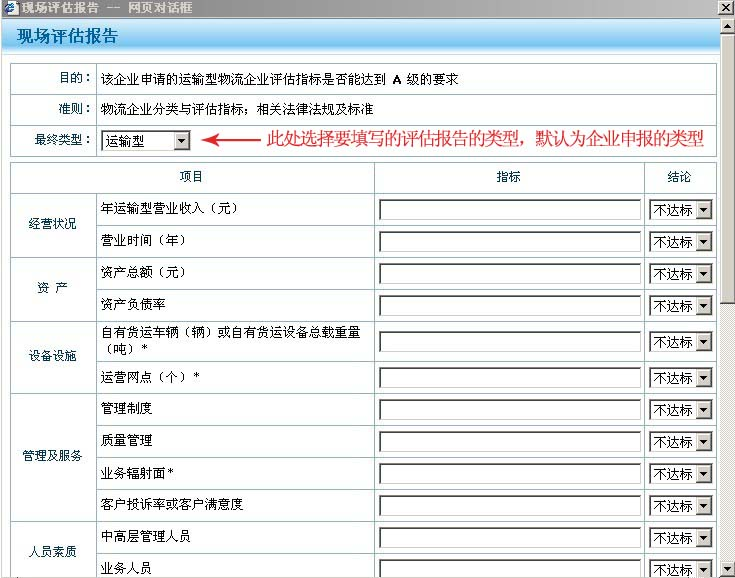 现场评估报告 -- 网页对话框
现场评估报告
目的： 该企业申请的运输型物流企业评估指标是否能达到 A 级的要求
准则： 物流企业分类与评估指标；相关法律法规及标准
最终类型： 运输型 此处选择要填写的评估报告的类型，默认为企业申报的类型
项目 指标 结论
经营状况 年运输型营业收入（元） 不达标
营业时间（年） 不达标
资 产 资产总额（元） 不达标
资产负债率 不达标
设备设施 自有货运车辆（辆）或自有货运设备总载重量
（吨）* 不达标
运营网点（个）* 不达标
管理及服务 管理制度 不达标
质量管理 不达标
业务辐射面* 不达标
客户投诉率或客户满意度 不达标
人员素质 中高层管理人员 不达标
业务人员 不达标